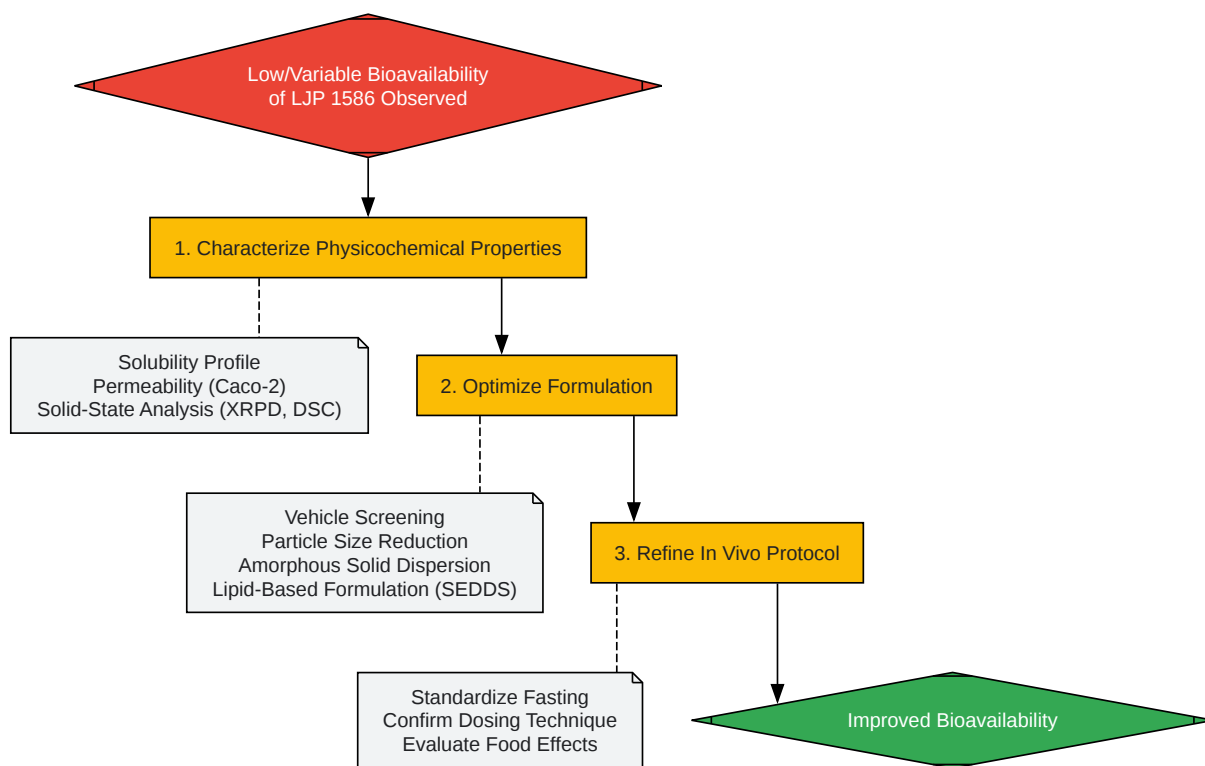 Low/Variable Bioavailability
of LJP 1586 Observed
1. Characterize Physicochemical Properties
Solubility Profile
Permeability (Caco-2)
Solid-State Analysis (XRPD, DSC)
2. Optimize Formulation
Vehicle Screening
Particle Size Reduction
Amorphous Solid Dispersion
Lipid-Based Formulation (SEDDS)
3. Refine In Vivo Protocol
Standardize Fasting
Confirm Dosing Technique
Evaluate Food Effects
Improved Bioavailability